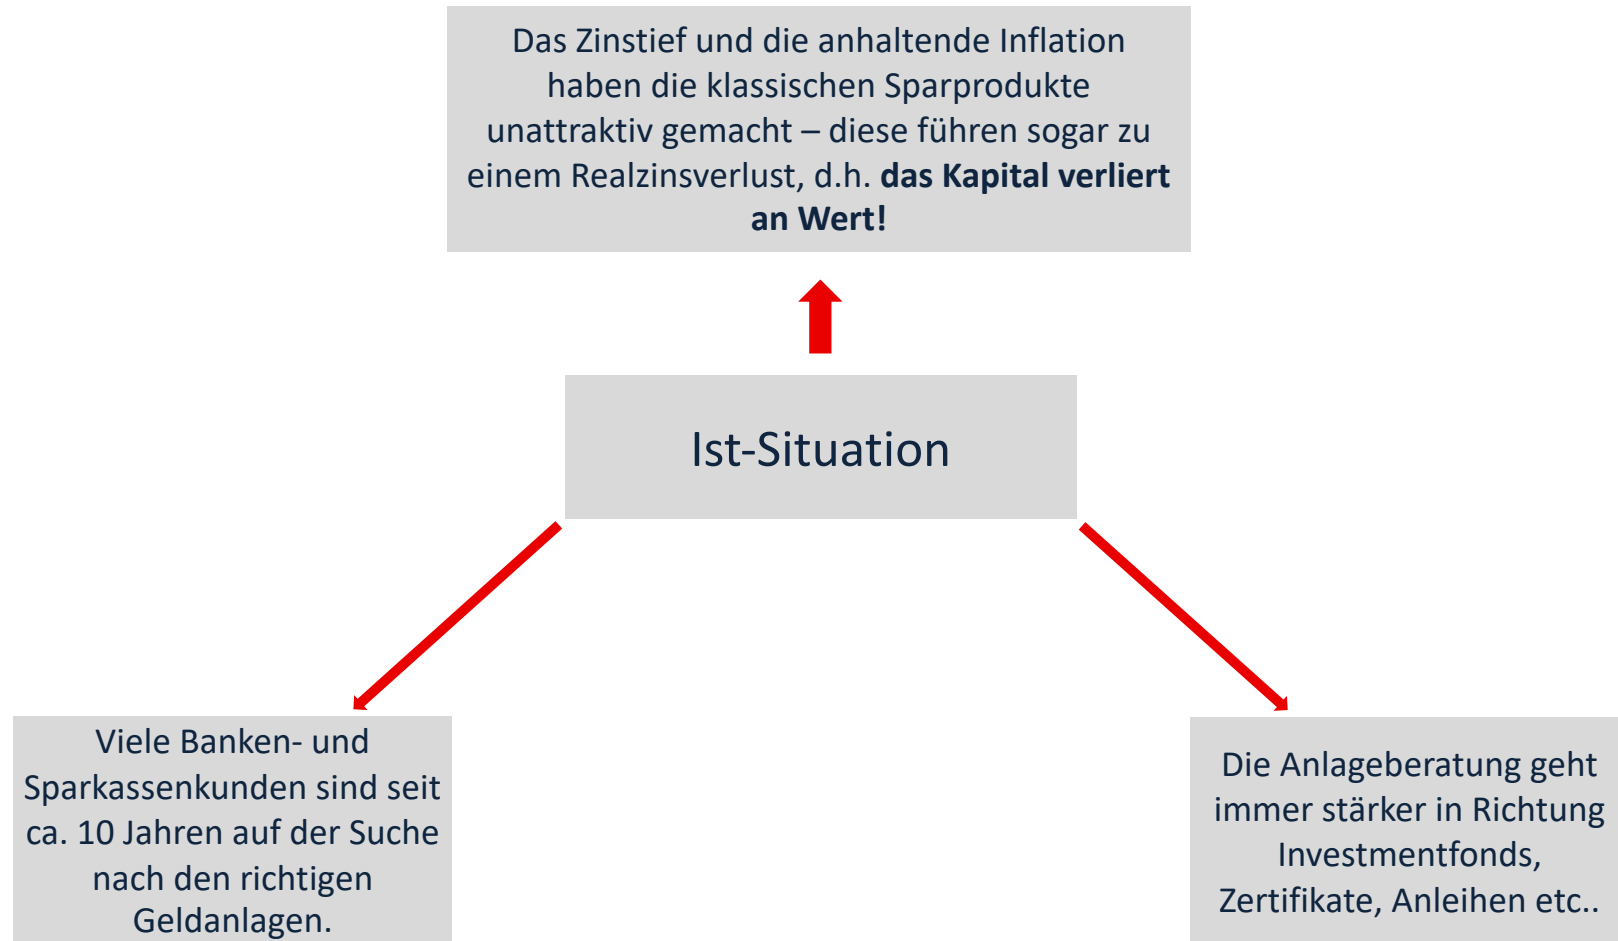 Das Zinstief und die anhaltende Inflation
haben die klassischen Sparprodukte
unattraktiv gemacht – diese führen sogar zu
einem Realzinsverlust, d.h. das Kapital verliert
an Wert!
Ist-Situation
Viele Banken- und
Sparkassenkunden sind seit
ca. 10 Jahren auf der Suche
nach den richtigen
Geldanlagen.
Die Anlageberatung geht
immer stärker in Richtung
Investmentfonds,
Zertifikate, Anleihen etc..